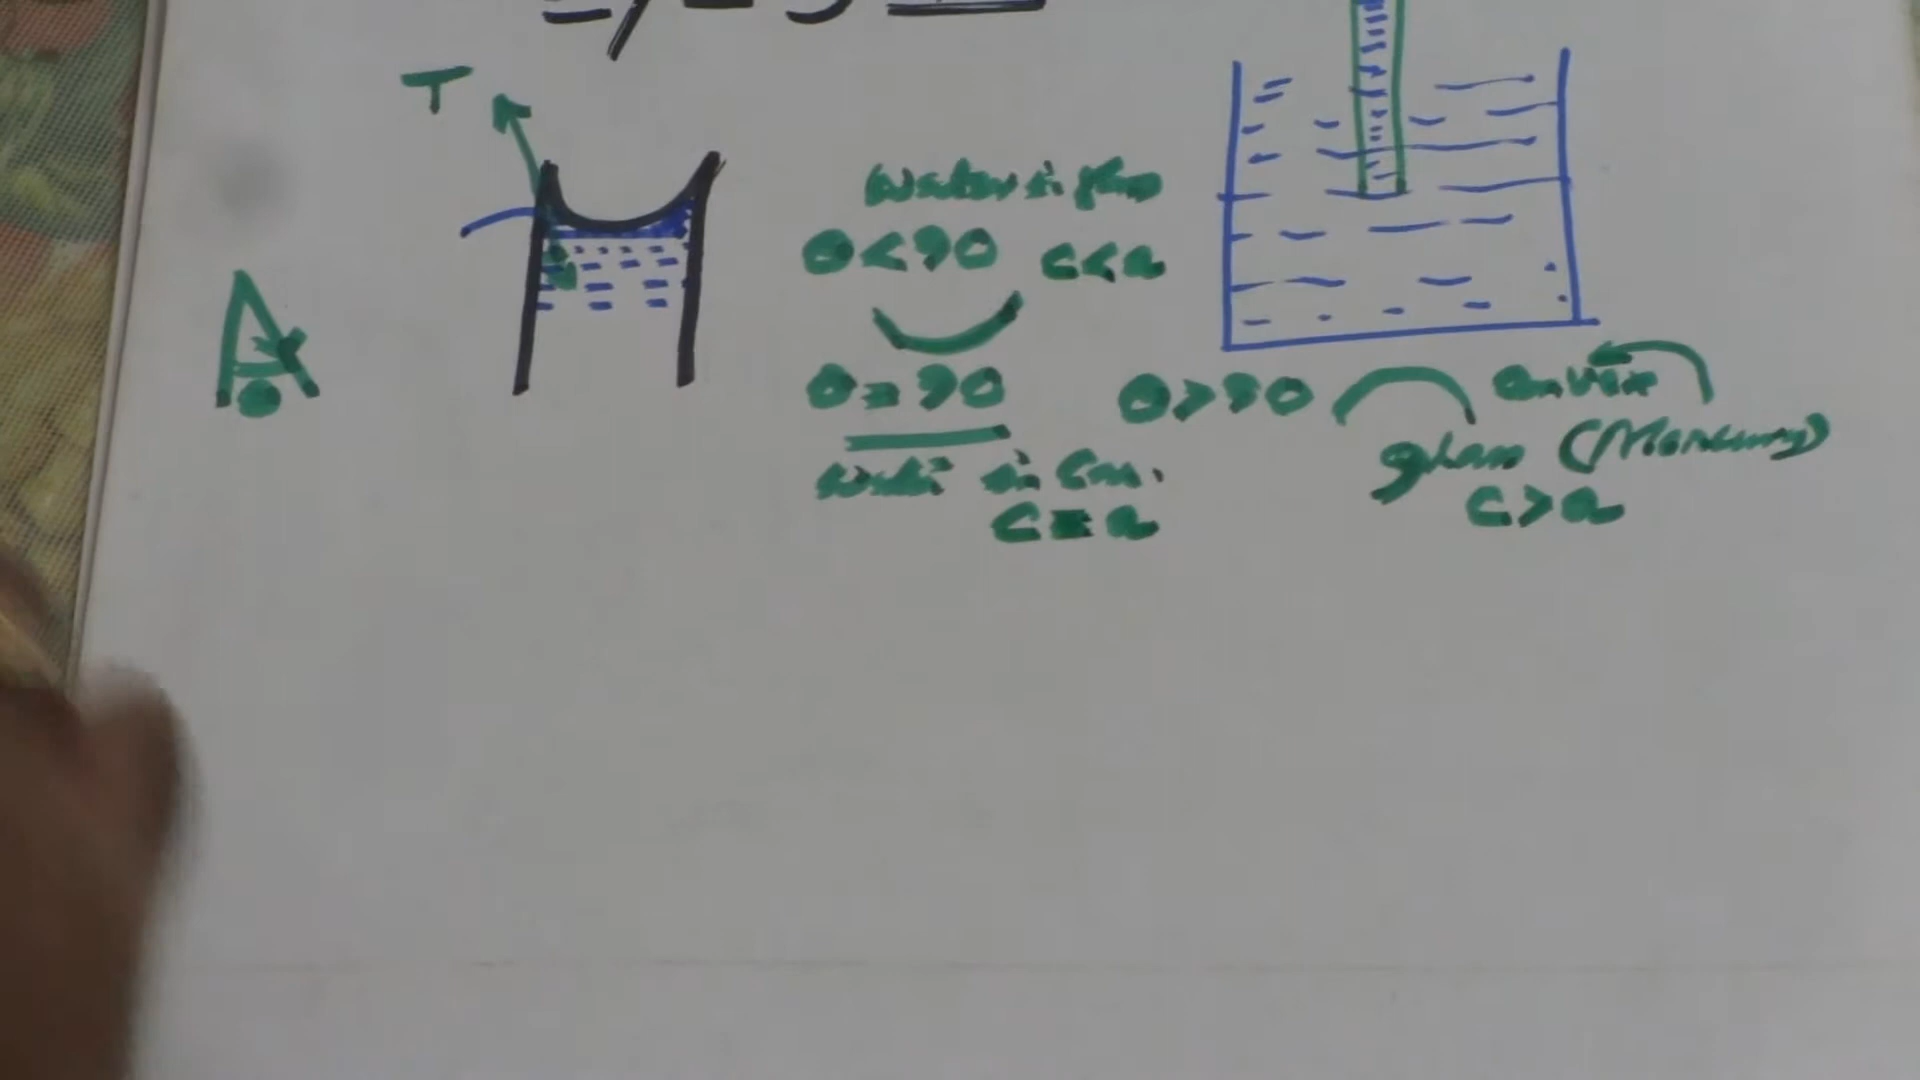 T
water in glass
θ<90 c<a
θ=90
water in
c=a
θ>90 convex
glass (Mercury)
c>a
θ